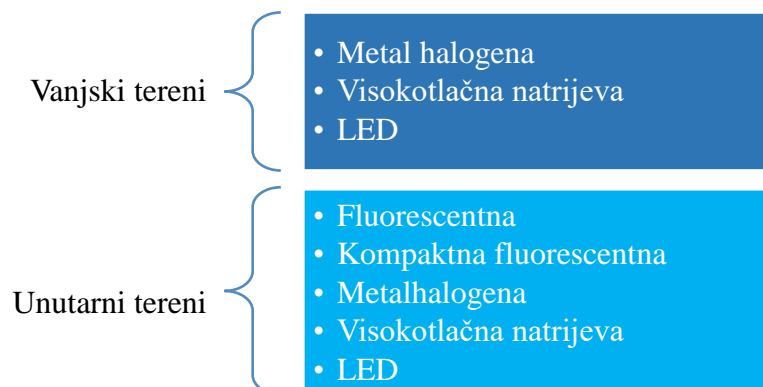 Vanjski tereni
• Metal halogena
• Visokotlačna natrijeva
• LED
Unutarni tereni
• Fluorescentna
• Kompaktna fluorescentna
• Metalhalogena
• Visokotlačna natrijeva
• LED